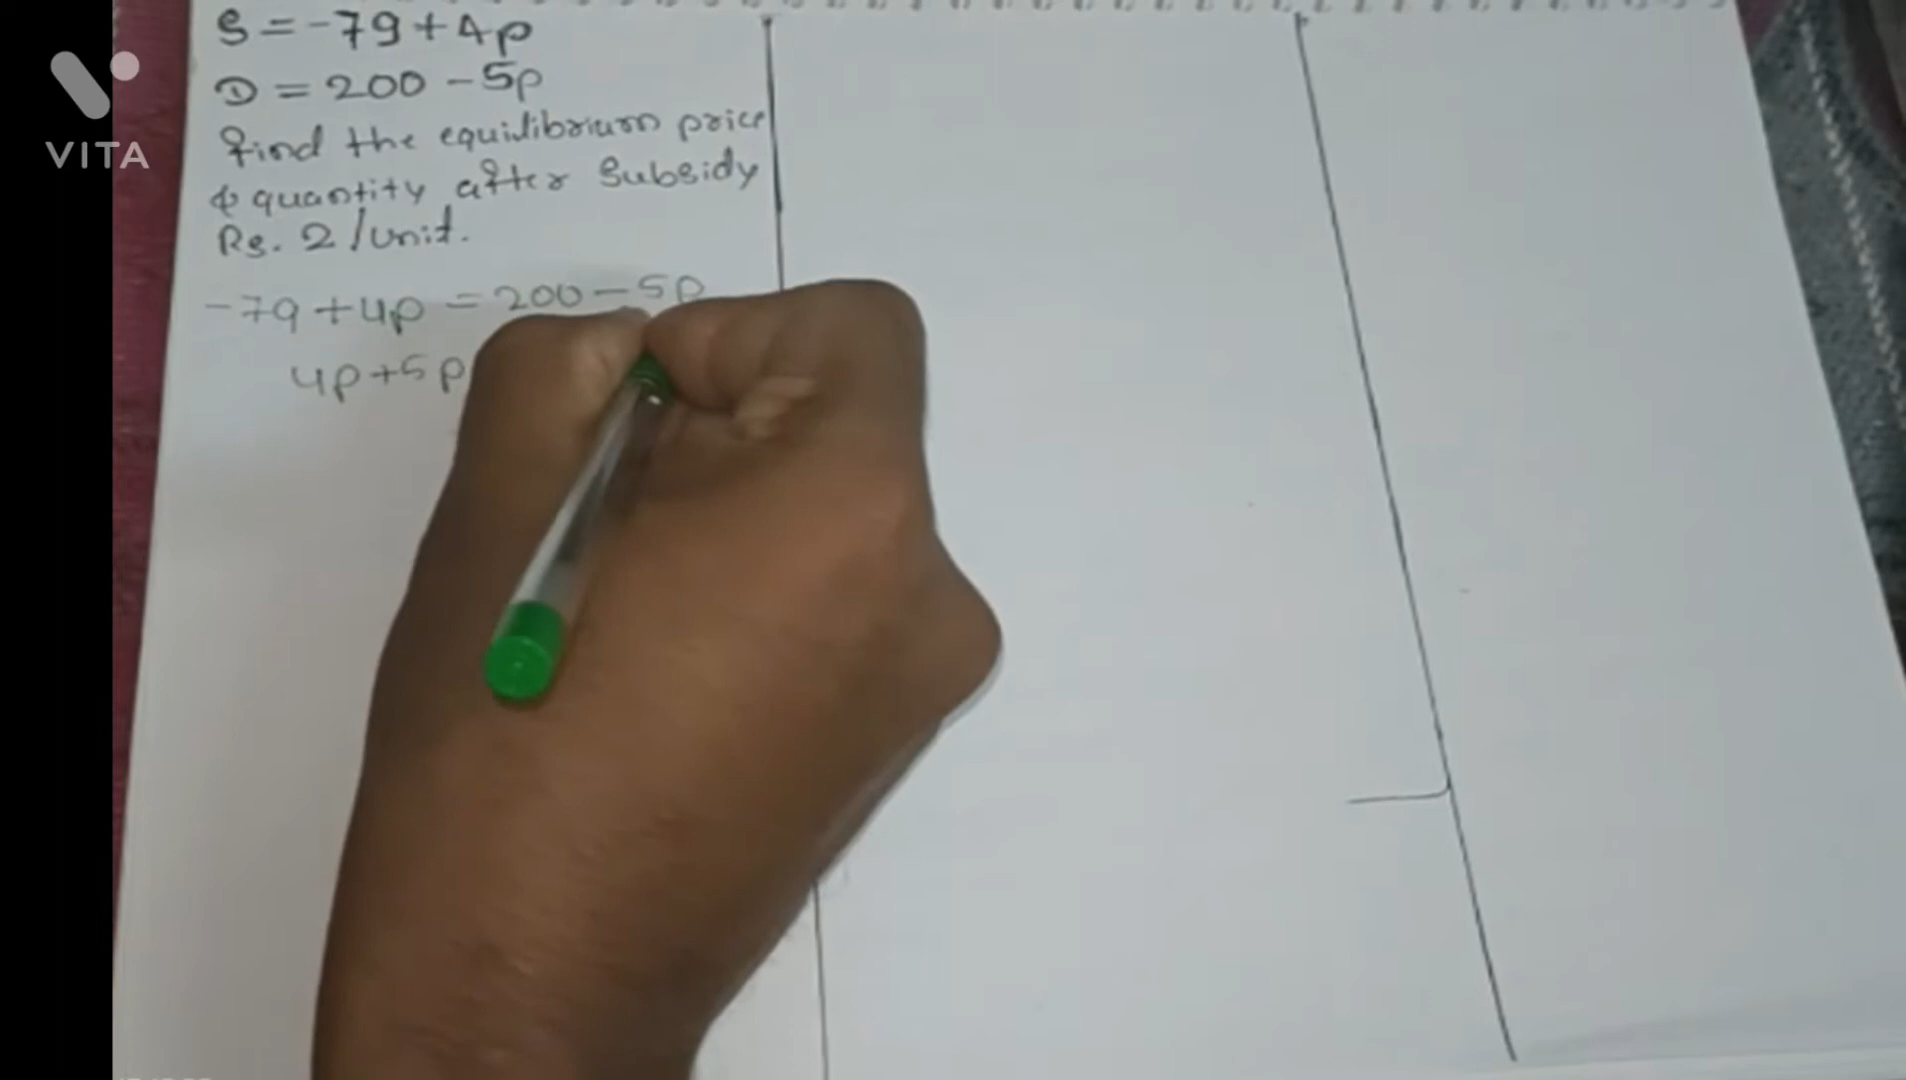 VITA
S = -79 + 4p
D = 200 - 5p
find the equilibrium price
& quantity after Subsidy
Rs. 2 / unit.
-79 + 4p = 200 - 5p
4p + 5p